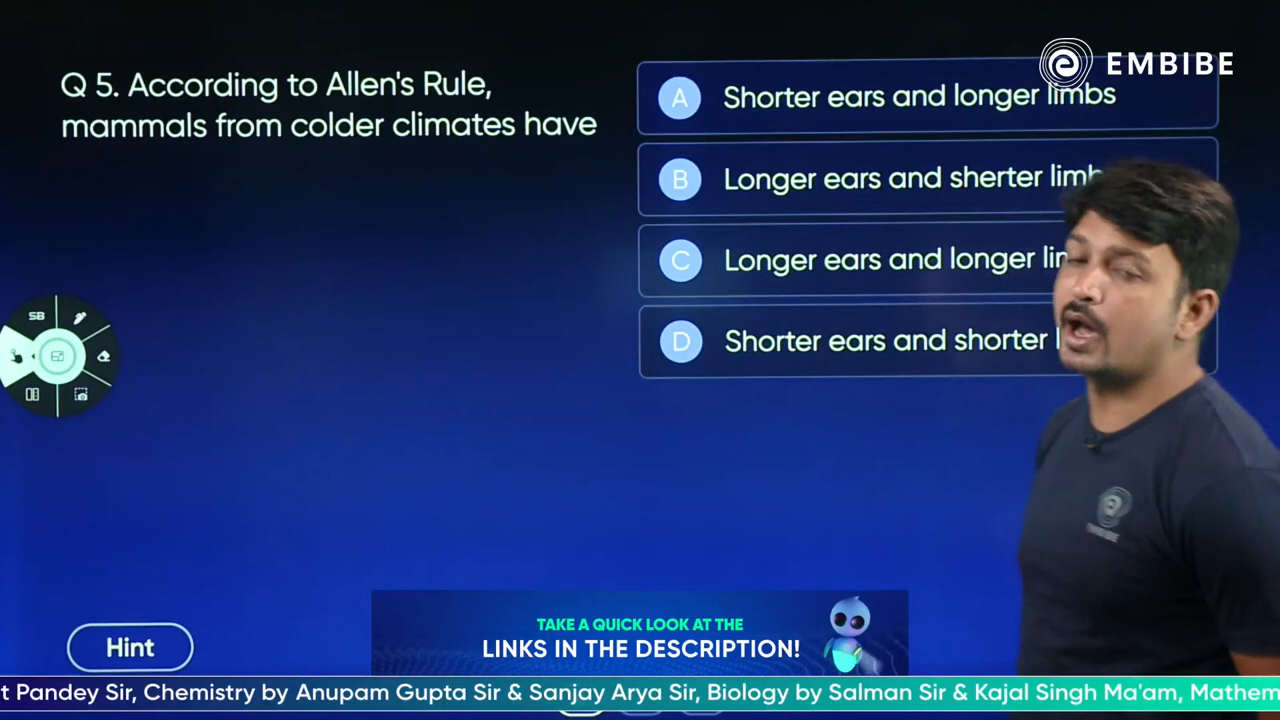 EMBIBE
Q 5. According to Allen's Rule,
mammals from colder climates have
A Shorter ears and longer limbs
B Longer ears and sherter
C Longer ears and longer
D Shorter ears and shorter
SB
Hint
TAKE A QUICK LOOK AT THE
LINKS IN THE DESCRIPTION!
Pandey Sir, Chemistry by Anupam Gupta Sir & Sanjay Arya Sir, Biology by Salman Sir & Kajal Singh Ma'am,
EMBIBE